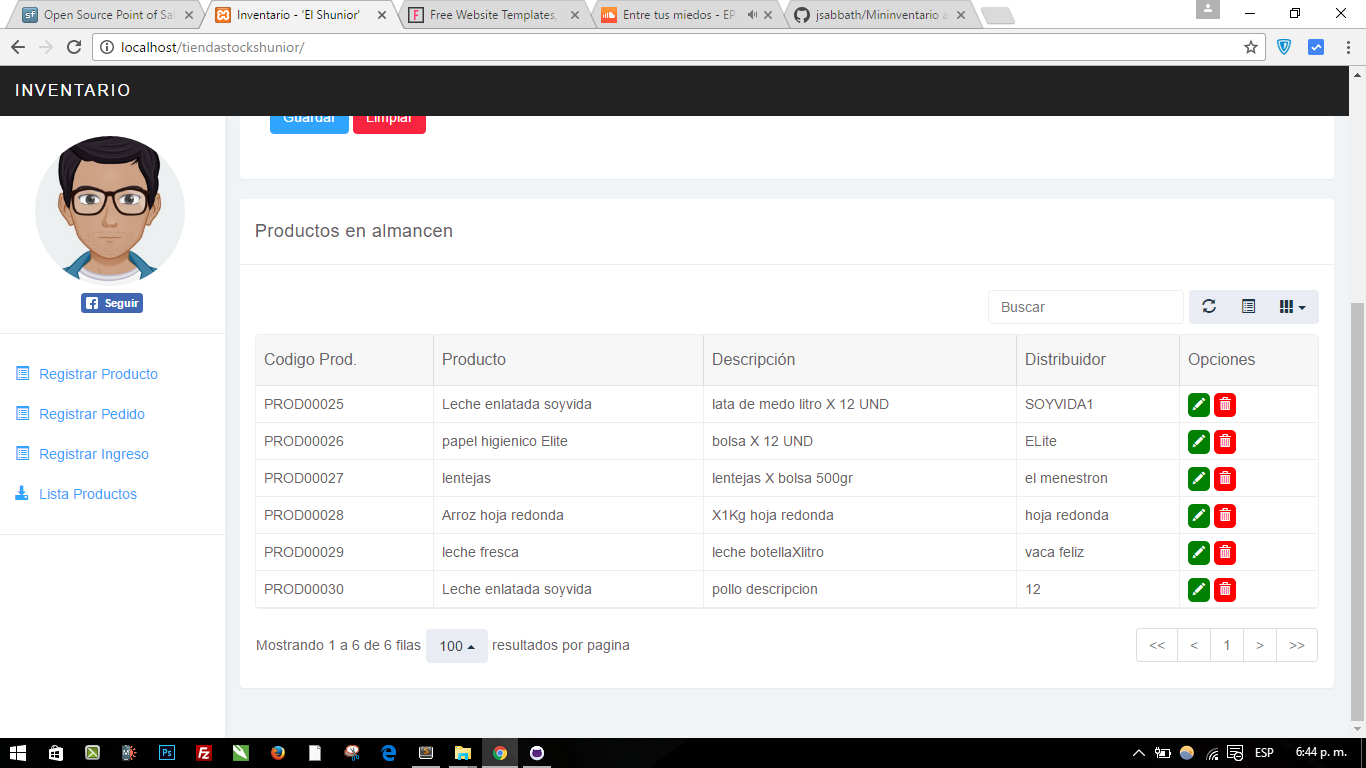 Open Source Point of Sal
Inventario - 'El Shunior'
Free Website Templates,
Entre tus miedos - EP
jsabbath/Mininventario a
localhost/tiendastockshunior/
INVENTARIO
Guardar Limpiar
Seguir
Registrar Producto
Registrar Pedido
Registrar Ingreso
Lista Productos
Productos en almancen
Buscar
Codigo Prod. Producto Descripción Distribuidor Opciones
PROD00025 Leche enlatada soyvida lata de medo litro X 12 UND SOYVIDA1
PROD00026 papel higienico Elite bolsa X 12 UND ELite
PROD00027 lentejas lentejas X bolsa 500gr el menestron
PROD00028 Arroz hoja redonda X1Kg hoja redonda hoja redonda
PROD00029 leche fresca leche botellaXlitro vaca feliz
PROD00030 Leche enlatada soyvida pollo descripcion 12
Mostrando 1 a 6 de 6 filas 100 resultados por pagina
<< < 1 > >>
ESP 6:44 p. m.